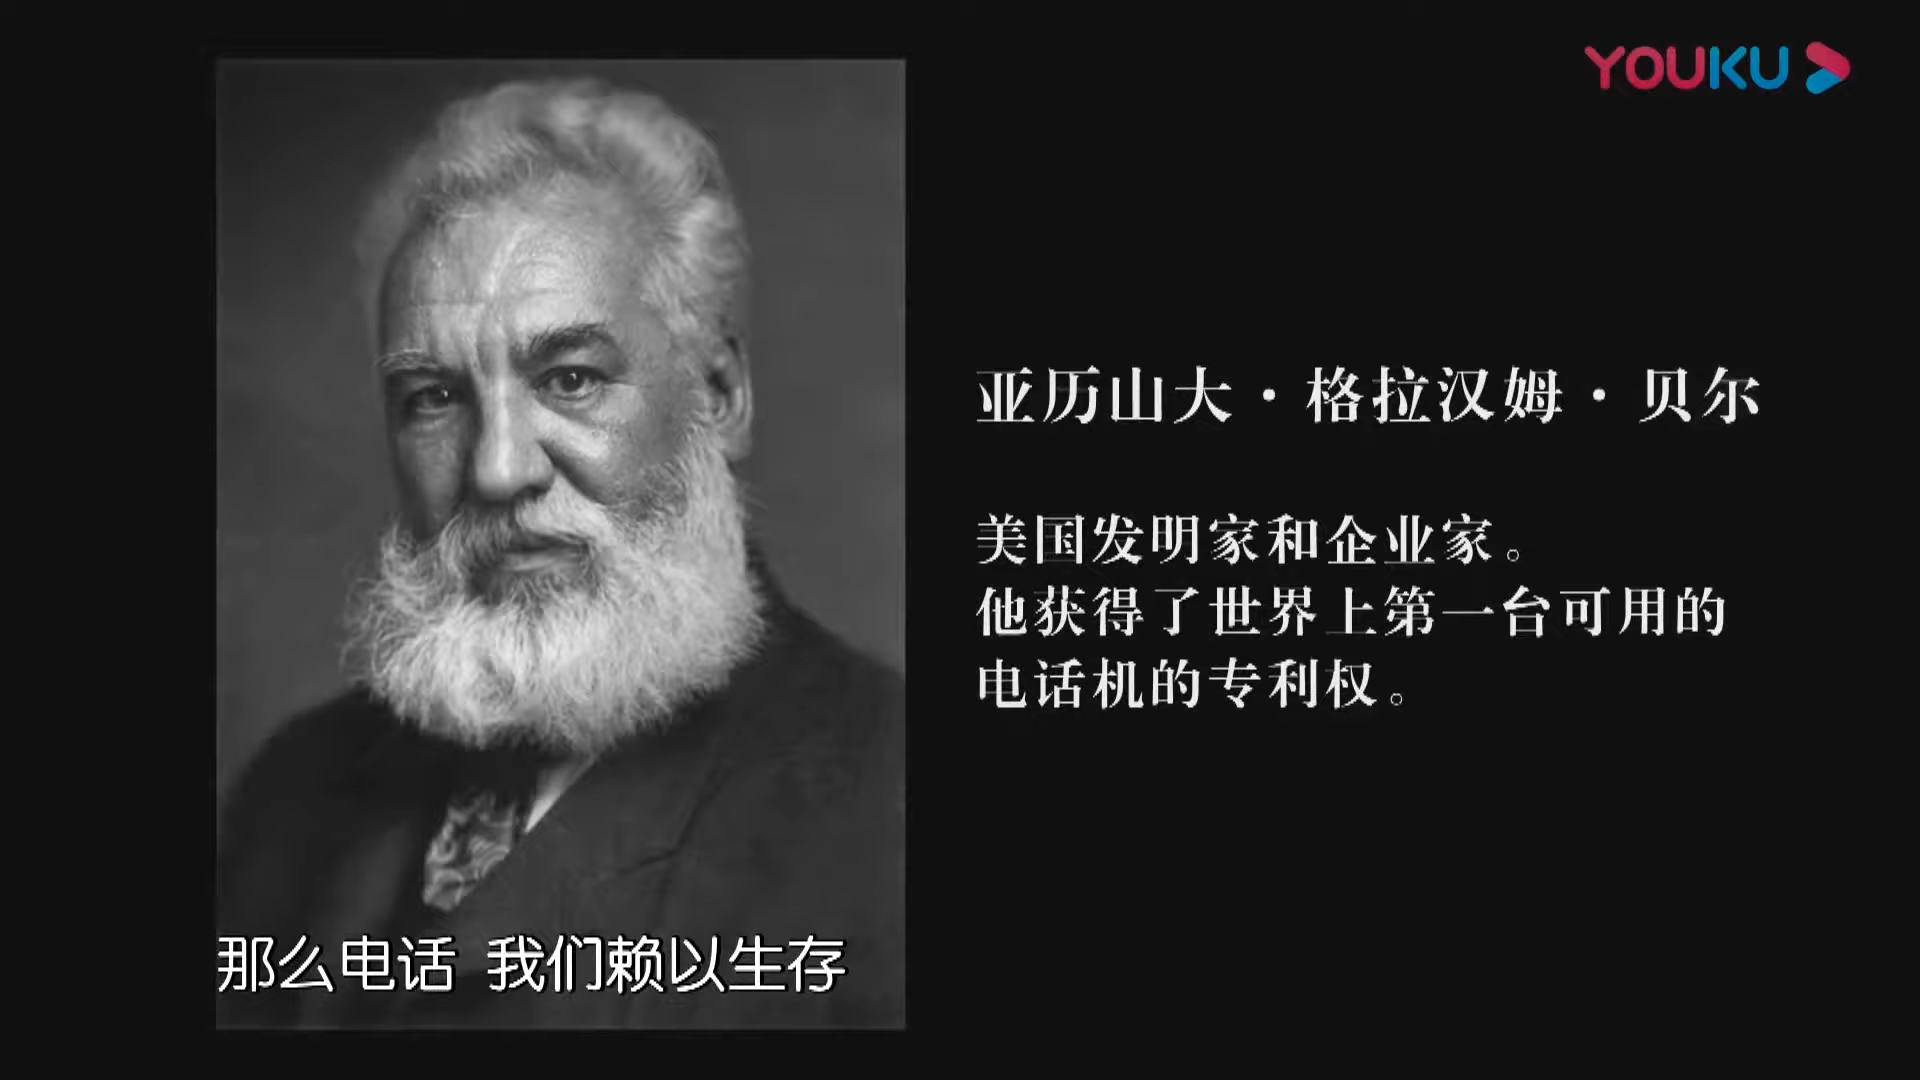 YOUKU
亚历山大·格拉汉姆·贝尔
美国发明家和企业家。
他获得了世界上第一台可用的
电话机的专利权。
那么电话 我们赖以生存